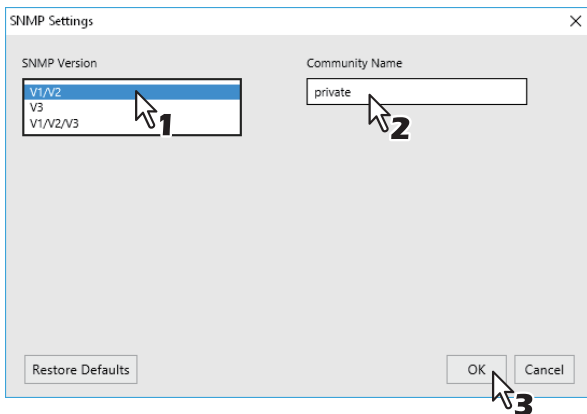 SNMP Settings
SNMP Version
Community Name
V1/V2
V3
V1/V2/V3
1
private
2
Restore Defaults
OK
Cancel
3